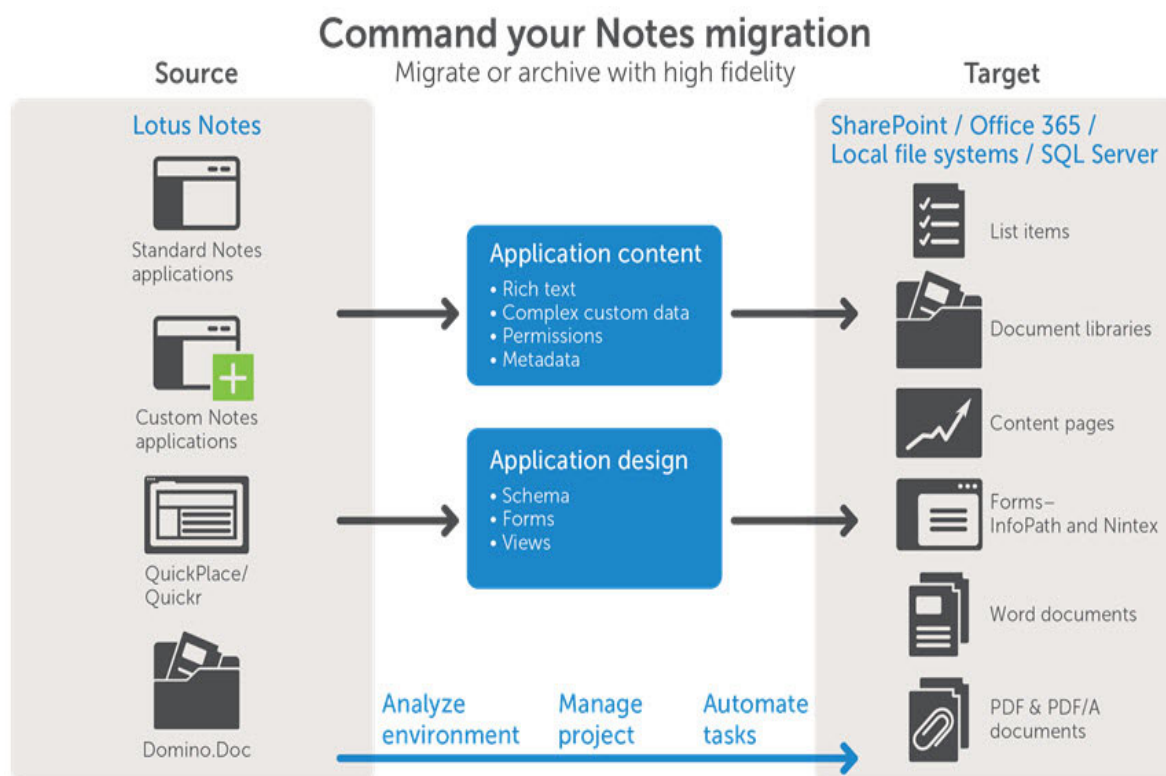 Command your Notes migration
Migrate or archive with high fidelity
Source
Target
Lotus Notes
Standard Notes
applications
Custom Notes
applications
QuickPlace/
Quickr
Domino.Doc
Application content
• Rich text
• Complex custom data
• Permissions
• Metadata
Application design
• Schema
• Forms
• Views
Analyze
environment
Manage
project
Automate
tasks
SharePoint / Office 365 /
Local file systems / SQL Server
List items
Document libraries
Content pages
Forms–
InfoPath and Nintex
Word documents
PDF & PDF/A
documents